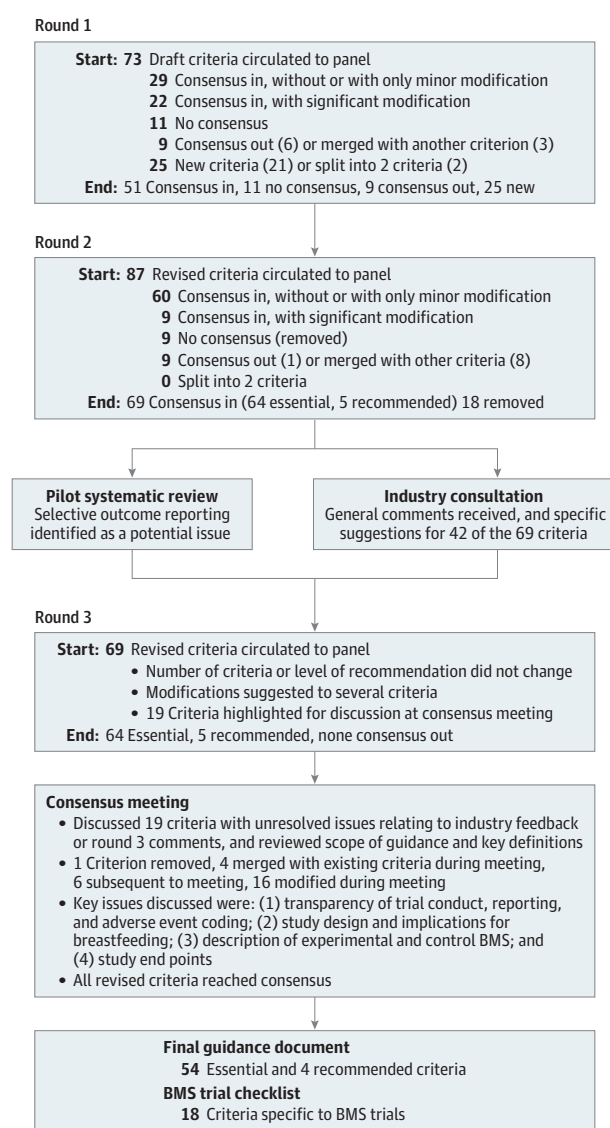 Round 1
Start: 73 Draft criteria circulated to panel
29 Consensus in, without or with only minor modification
22 Consensus in, with significant modification
11 No consensus
9 Consensus out (6) or merged with another criterion (3)
25 New criteria (21) or split into 2 criteria (2)
End: 51 Consensus in, 11 no consensus, 9 consensus out, 25 new
Round 2
Start: 87 Revised criteria circulated to panel
60 Consensus in, without or with only minor modification
9 Consensus in, with significant modification
9 No consensus (removed)
9 Consensus out (1) or merged with other criteria (8)
0 Split into 2 criteria
End: 69 Consensus in (64 essential, 5 recommended) 18 removed
Pilot systematic review
Selective outcome reporting
identified as a potential issue
Industry consultation
General comments received, and specific
suggestions for 42 of the 69 criteria
Round 3
Start: 69 Revised criteria circulated to panel
• Number of criteria or level of recommendation did not change
• Modifications suggested to several criteria
• 19 Criteria highlighted for discussion at consensus meeting
End: 64 Essential, 5 recommended, none consensus out
Consensus meeting
• Discussed 19 criteria with unresolved issues relating to industry feedback
or round 3 comments, and reviewed scope of guidance and key definitions
• 1 Criterion removed, 4 merged with existing criteria during meeting,
6 subsequent to meeting, 16 modified during meeting
• Key issues discussed were: (1) transparency of trial conduct, reporting,
and adverse event coding; (2) study design and implications for
breastfeeding; (3) description of experimental and control BMS; and
(4) study end points
• All revised criteria reached consensus
Final guidance document
54 Essential and 4 recommended criteria
BMS trial checklist
18 Criteria specific to BMS trials